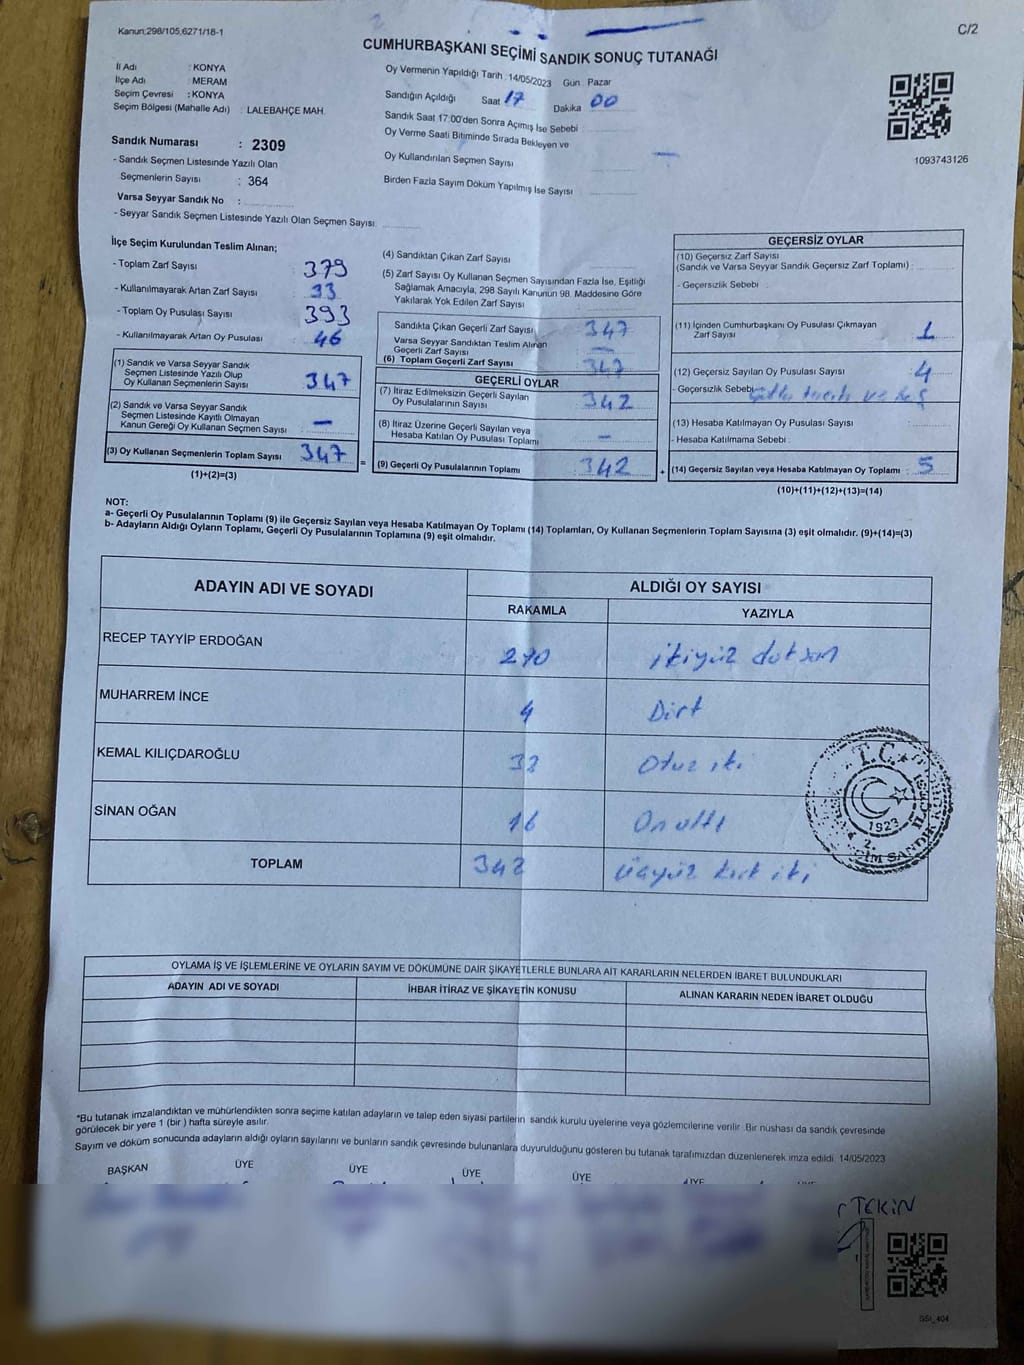 Kanun:298/105,6271/18-1
C/2
CUMHURBAŞKANI SEÇİMİ SANDIK SONUÇ TUTANAĞI
İl Adı : KONYA
İlçe Adı : MERAM
Seçim Çevresi : KONYA
Seçim Bölgesi (Mahalle Adı) : LALEBAHÇE MAH.
Oy Vermenin Yapıldığı Tarih : 14/05/2023 Gün : Pazar
Sandığın Açıldığı Saat 17 Dakika 00
Sandık Saat 17:00'den Sonra Açımış İse Sebebi
Oy Verme Saati Bitiminde Sırada Bekleyen ve
Oy Kullandırılan Seçmen Sayısı —
Birden Fazla Sayım Döküm Yapılmış İse Sayısı
1093743126
Sandık Numarası : 2309
- Sandık Seçmen Listesinde Yazılı Olan
Seçmenlerin Sayısı : 364
Varsa Seyyar Sandık No :
- Seyyar Sandık Seçmen Listesinde Yazılı Olan Seçmen Sayısı:
İlçe Seçim Kurulundan Teslim Alınan;
- Toplam Zarf Sayısı : 379
- Kullanılmayarak Artan Zarf Sayısı : 33
- Toplam Oy Pusulası Sayısı : 393
- Kullanılmayarak Artan Oy Pusulası : 46
(1) Sandık ve Varsa Seyyar Sandık
Seçmen Listesinde Yazılı Olup
Oy Kullanan Seçmenlerin Sayısı : 347
(2) Sandık ve Varsa Seyyar Sandık
Seçmen Listesinde Kayıtlı Olmayan
Kanun Gereği Oy Kullanan Seçmen Sayısı : —
(3) Oy Kullanan Seçmenlerin Toplam Sayısı : 347
(1)+(2)=(3)
(4) Sandıktan Çıkan Zarf Sayısı
(5) Zarf Sayısı Oy Kullanan Seçmen Sayısından Fazla İse, Eşitliği
Sağlamak Amacıyla, 298 Sayılı Kanunun 98. Maddesine Göre
Yakılarak Yok Edilen Zarf Sayısı
Sandıkta Çıkan Geçerli Zarf Sayısı : 347
Varsa Seyyar Sandıktan Teslim Alınan
Geçerli Zarf Sayısı —
(6) Toplam Geçerli Zarf Sayısı 347
GEÇERLİ OYLAR
(7) İtiraz Edilmeksizin Geçerli Sayılan
Oy Pusulalarının Sayısı : 342
(8) İtiraz Üzerine Geçerli Sayılan veya
Hesaba Katılan Oy Pusulası Toplamı : —
= (9) Geçerli Oy Pusulalarının Toplamı : 342 +
GEÇERSİZ OYLAR
(10) Geçersiz Zarf Sayısı
(Sandık ve Varsa Seyyar Sandık Geçersiz Zarf Toplamı) :
- Geçersizlik Sebebi :
(11) İçinden Cumhurbaşkanı Oy Pusulası Çıkmayan
Zarf Sayısı : 1
(12) Geçersiz Sayılan Oy Pusulası Sayısı : 4
- Geçersizlik Sebebi
(13) Hesaba Katılmayan Oy Pusulası Sayısı :
- Hesaba Katılmama Sebebi :
(14) Geçersiz Sayılan veya Hesaba Katılmayan Oy Toplamı : 5
(10)+(11)+(12)+(13)=(14)
NOT:
a- Geçerli Oy Pusulalarının Toplamı (9) ile Geçersiz Sayılan veya Hesaba Katılmayan Oy Toplamı (14) Toplamları, Oy Kullanan Seçmenlerin Toplam Sayısına (3) eşit olmalıdır. (9)+(14)=(3)
b- Adayların Aldığı Oyların Toplamı, Geçerli Oy Pusulalarının Toplamına (9) eşit olmalıdır.
ADAYIN ADI VE SOYADI ALDIĞI OY SAYISI
RAKAMLA YAZIYLA
RECEP TAYYİP ERDOĞAN 290 ikiyüz doksan
MUHARREM İNCE 4 Dört
KEMAL KILIÇDAROĞLU 32 Otuz iki
SİNAN OĞAN 16 On altı
TOPLAM 342 Üçyüz kırk iki
T.C.
1923
2.
OYLAMA İŞ VE İŞLEMLERİNE VE OYLARIN SAYIM VE DÖKÜMÜNE DAİR ŞİKAYETLERLE BUNLARA AİT KARARLARIN NELERDEN İBARET BULUNDUKLARI
ADAYIN ADI VE SOYADI İHBAR İTİRAZ VE ŞİKAYETİN KONUSU ALINAN KARARIN NEDEN İBARET OLDUĞU
*Bu tutanak imzalandıktan ve mühürlendikten sonra seçime katılan adayların ve talep eden siyasi partilerin sandık kurulu üyelerine veya gözlemcilerine verilir. Bir nüshası da sandık çevresinde
görülecek bir yere 1 (bir) hafta süreyle asılır.
Sayım ve döküm sonucunda adayların aldığı oyların sayılarını ve bunların sandık çevresinde bulunanlara duyurulduğunu gösteren bu tutanak tarafımızdan düzenlenerek imza edildi. 14/05/2023
BAŞKAN ÜYE ÜYE ÜYE ÜYE ÜYE ÜYE
TEKİN
GSI_404